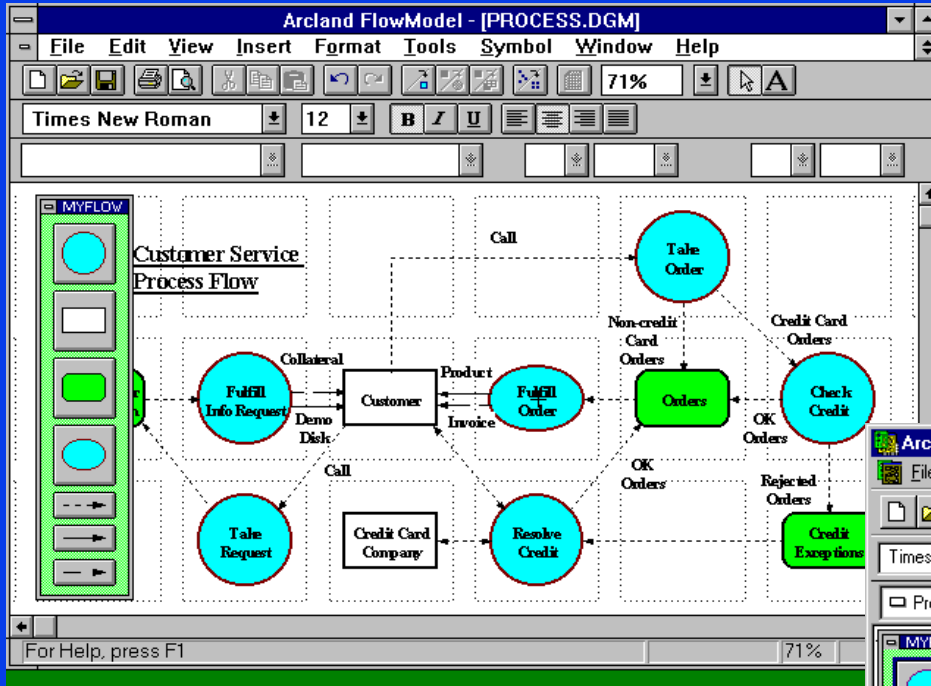 Arcland FlowModel - [PROCESS.DGM]
File Edit View Insert Format Tools Symbol Window Help
71%
A
Times New Roman
12
B I U
MYFLOW
Customer Service
Process Flow
Call
Take
Order
Non-credit
Card
Orders
Credit Card
Orders
Collateral
Fulfill
Info Request
Demo
Disk
Customer
Product
Invoice
Fulfill
Order
Orders
Check
Credit
OK
Orders
Call
OK
Orders
Rejected
Orders
Take
Request
Credit Card
Company
Resolve
Credit
Credit
Exceptions
For Help, press F1
71%
Arc
File
Times
Pr
MYF